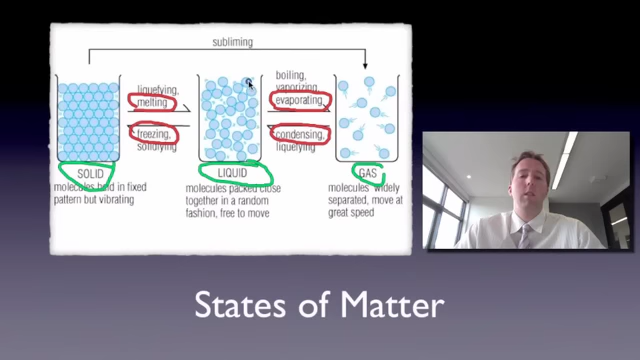 subliming
liquefying,
melting
freezing,
solidifying
boiling,
vaporizing,
evaporating
condensing,
liquefying
SOLID
molecules held in fixed
pattern but vibrating
LIQUID
molecules packed close
together in a random
fashion, free to move
GAS
molecules widely
separated, move at
great speed
States of Matter